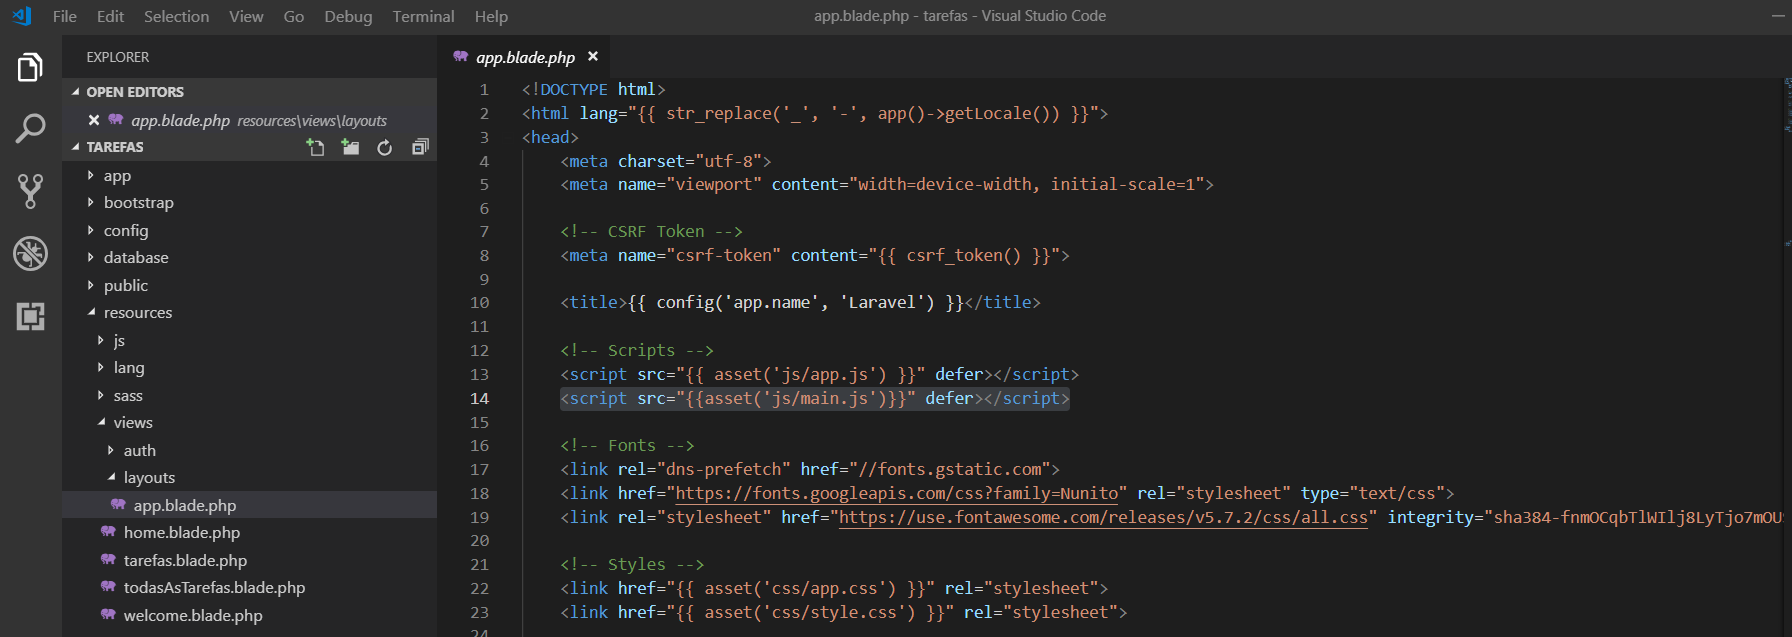 File Edit Selection View Go Debug Terminal Help
app.blade.php - tarefas - Visual Studio Code
EXPLORER
OPEN EDITORS
app.blade.php resources\views\layouts
TAREFAS
app
bootstrap
config
database
public
resources
js
lang
sass
views
auth
layouts
app.blade.php
home.blade.php
tarefas.blade.php
todasAsTarefas.blade.php
welcome.blade.php
app.blade.php
1 <!DOCTYPE html>
2 <html lang="{{ str_replace('_', '-', app()->getLocale()) }}">
3 <head>
4 <meta charset="utf-8">
5 <meta name="viewport" content="width=device-width, initial-scale=1">
6
7 <!-- CSRF Token -->
8 <meta name="csrf-token" content="{{ csrf_token() }}">
9
10 <title>{{ config('app.name', 'Laravel') }}</title>
11
12 <!-- Scripts -->
13 <script src="{{ asset('js/app.js') }}" defer></script>
14 <script src="{{asset('js/main.js')}}" defer></script>
15
16 <!-- Fonts -->
17 <link rel="dns-prefetch" href="//fonts.gstatic.com">
18 <link href="https://fonts.googleapis.com/css?family=Nunito" rel="stylesheet" type="text/css">
19 <link rel="stylesheet" href="https://use.fontawesome.com/releases/v5.7.2/css/all.css" integrity="sha384-fnmOCqbTlWIlj8LyTjo7mOU
20
21 <!-- Styles -->
22 <link href="{{ asset('css/app.css') }}" rel="stylesheet">
23 <link href="{{ asset('css/style.css') }}" rel="stylesheet">
24